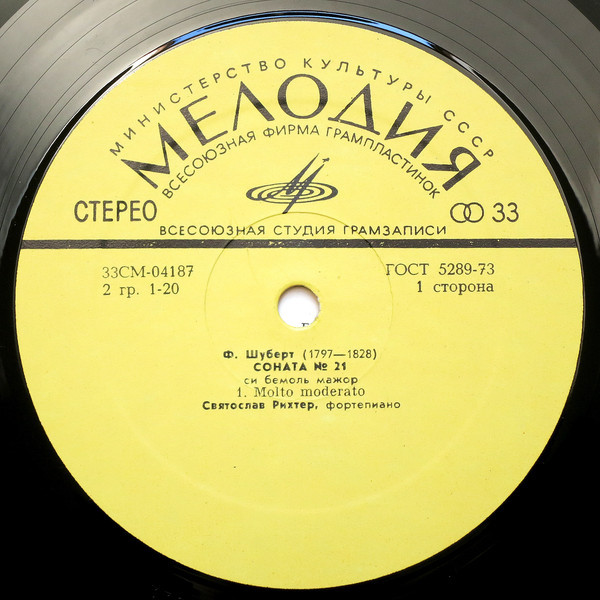 МИНИСТЕРСТВО КУЛЬТУРЫ СССР
МЕЛОДИЯ
ВСЕСОЮЗНАЯ ФИРМА ГРАМПЛАСТИНОК
СТЕРЕО
33
ВСЕСОЮЗНАЯ СТУДИЯ ГРАМЗАПИСИ
33СМ-04187
ГОСТ 5289-73
2 гр. 1-20
1 сторона
Ф. Шуберт (1797—1828)
СОНАТА № 21
си бемоль мажор
1. Molto moderato
Святослав Рихтер, фортепиано